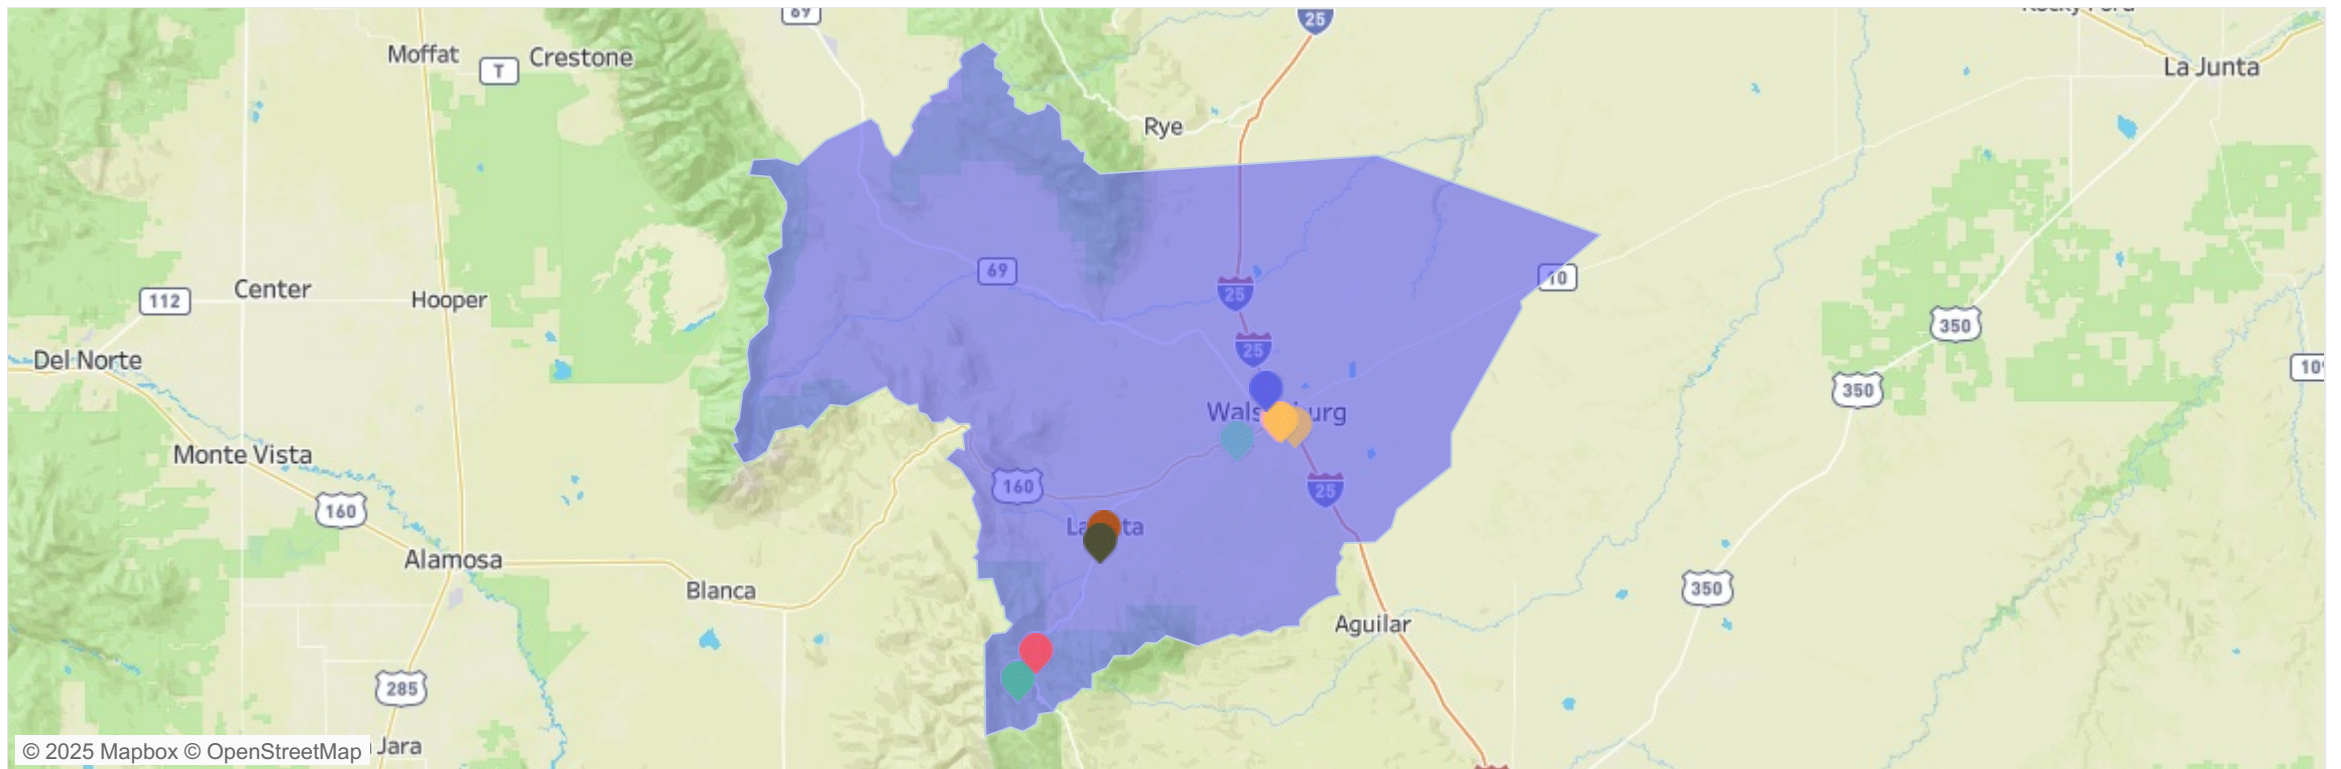 69
25
Moffat
Crestone
T
La Junta
Rye
69
Center
112
Hooper
25
10
350
Del Norte
25
350
Monte Vista
160
160
25
Alamosa
Blanca
350
Aguilar
285
Jara
© 2025 Mapbox © OpenStreetMap